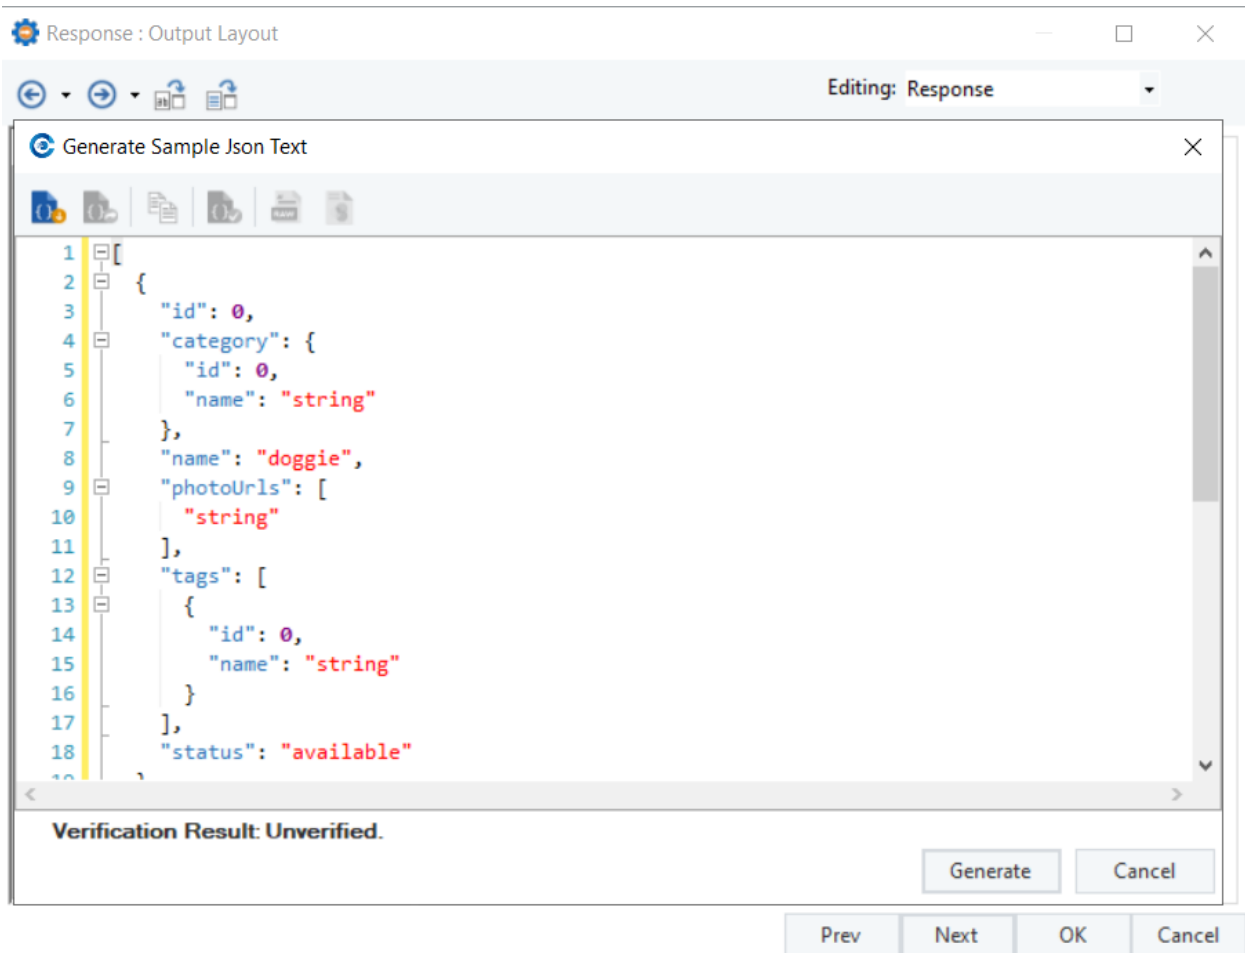 Response : Output Layout
Editing: Response
Generate Sample Json Text
RAW
1 [
2 {
3 "id": 0,
4 "category": {
5 "id": 0,
6 "name": "string"
7 },
8 "name": "doggie",
9 "photoUrls": [
10 "string"
11 ],
12 "tags": [
13 {
14 "id": 0,
15 "name": "string"
16 }
17 ],
18 "status": "available"
Verification Result: Unverified.
Generate Cancel
Prev Next OK Cancel